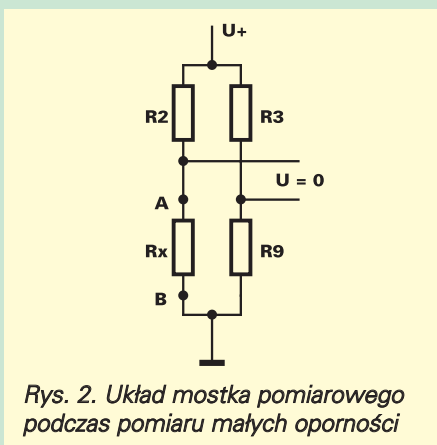 U+
R2
R3
U = 0
A
Rx
R9
B
Rys. 2. Układ mostka pomiarowego
podczas pomiaru małych oporności